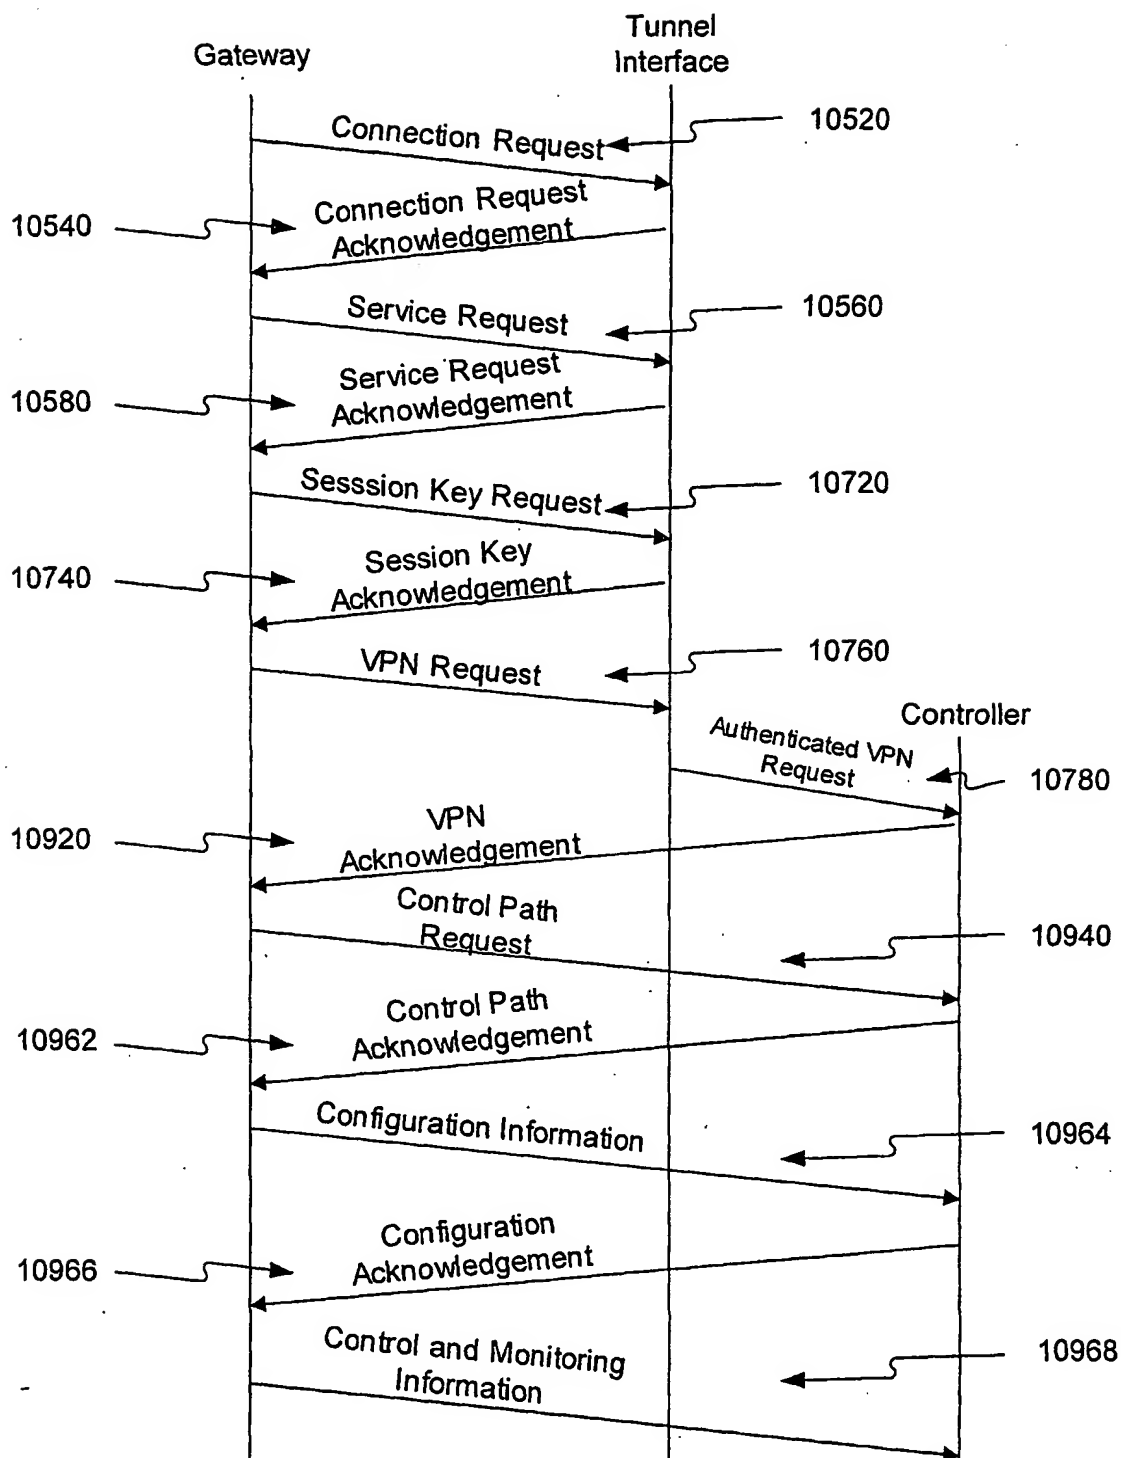 Gateway
Tunnel
Interface
Connection Request
10520
10540
Connection Request
Acknowledgement
Service Request
10560
10580
Service Request
Acknowledgement
Sesssion Key Request
10720
10740
Session Key
Acknowledgement
VPN Request
10760
Controller
Authenticated VPN
Request
10780
10920
VPN
Acknowledgement
Control Path
Request
10940
10962
Control Path
Acknowledgement
Configuration Information
10964
10966
Configuration
Acknowledgement
Control and Monitoring
Information
10968